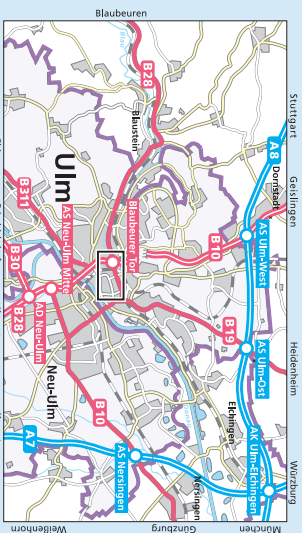 Blaubeuren
Stuttgart
Geislingen
Heidenheim
Würzburg
München
Günzburg
Weißenhorn
B28
Blau
Blaustein
A8
Dornstadt
Ulm
B311
AS Neu-Ulm Mitte
Blaubeurer Tor
B10
AS Ulm-West
B30
B28
AD Neu-Ulm
B19
AS Ulm-Ost
Neu-Ulm
B10
Elchingen
AK Ulm-Elchingen
A7
AS Nersingen
Nersingen
Donau